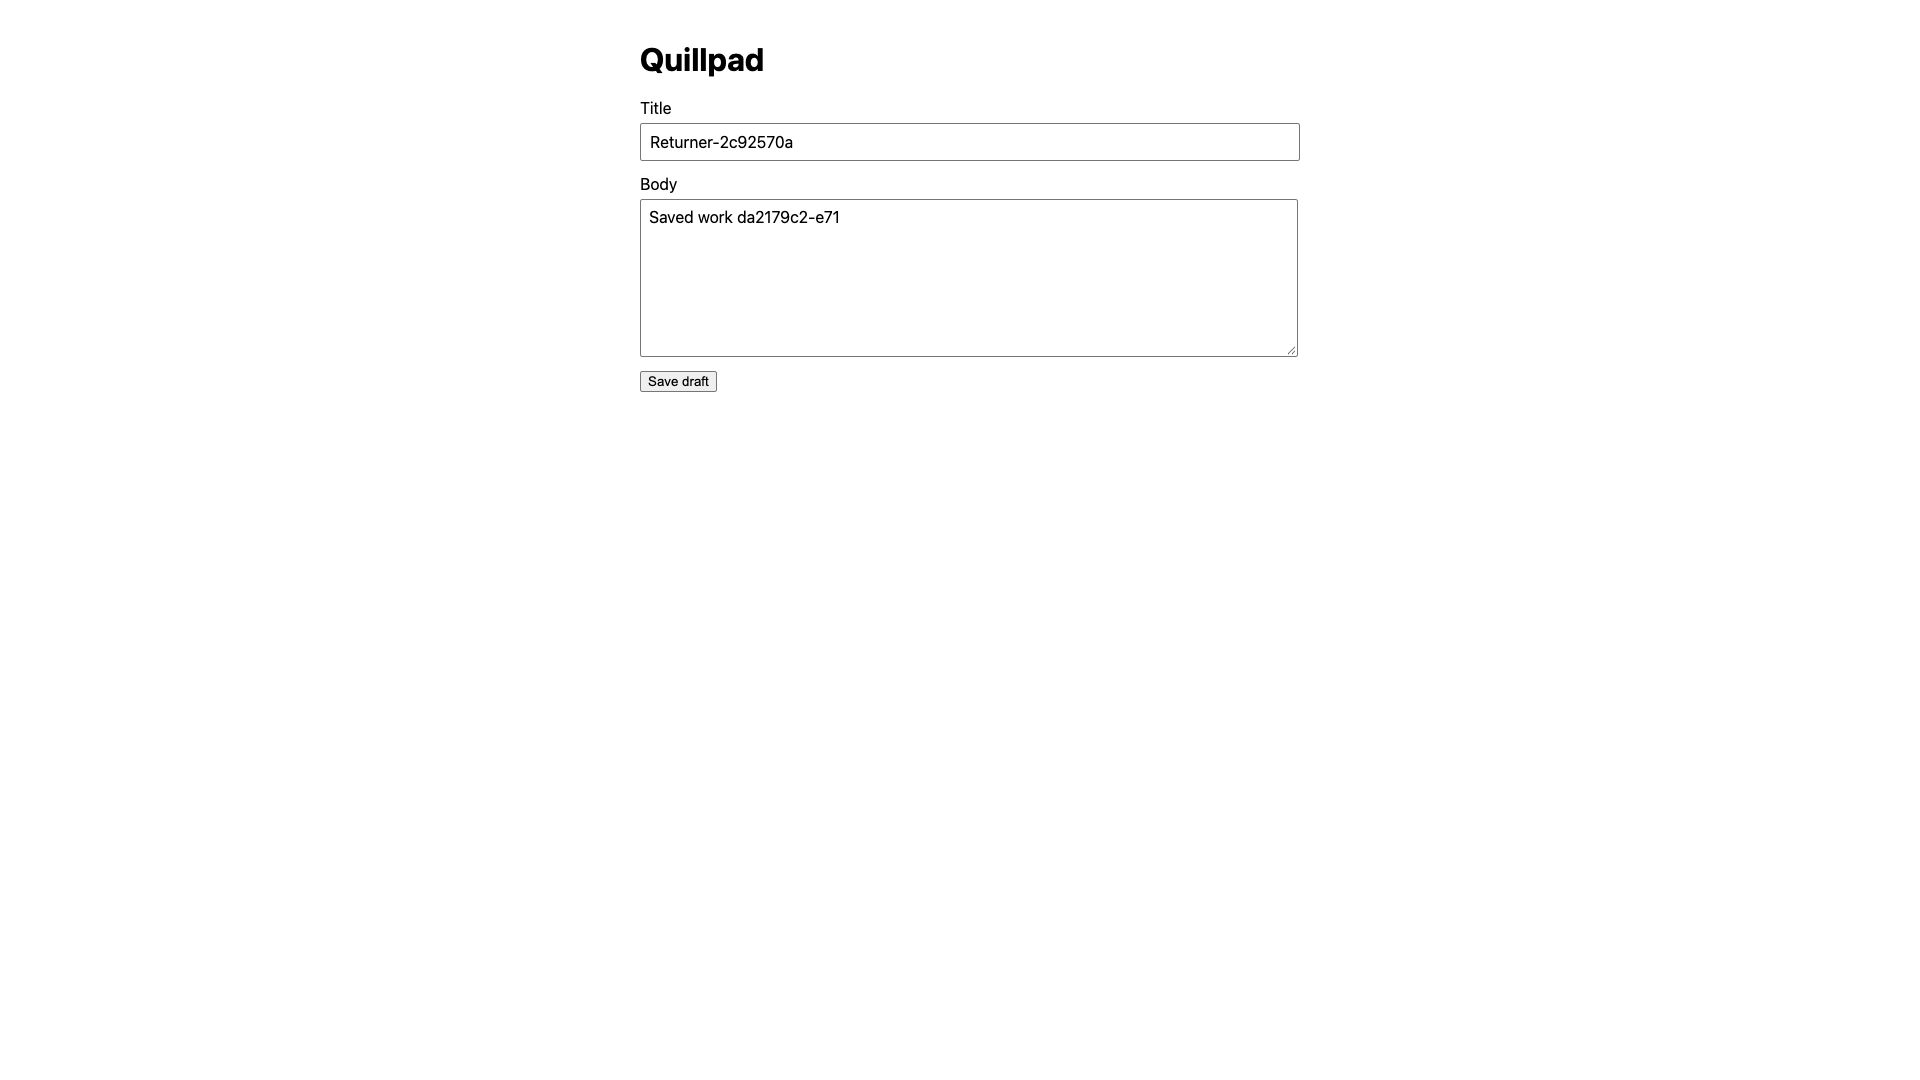 Quillpad
Title
Returner-2c92570a
Body
Saved work da2179c2-e71
Save draft